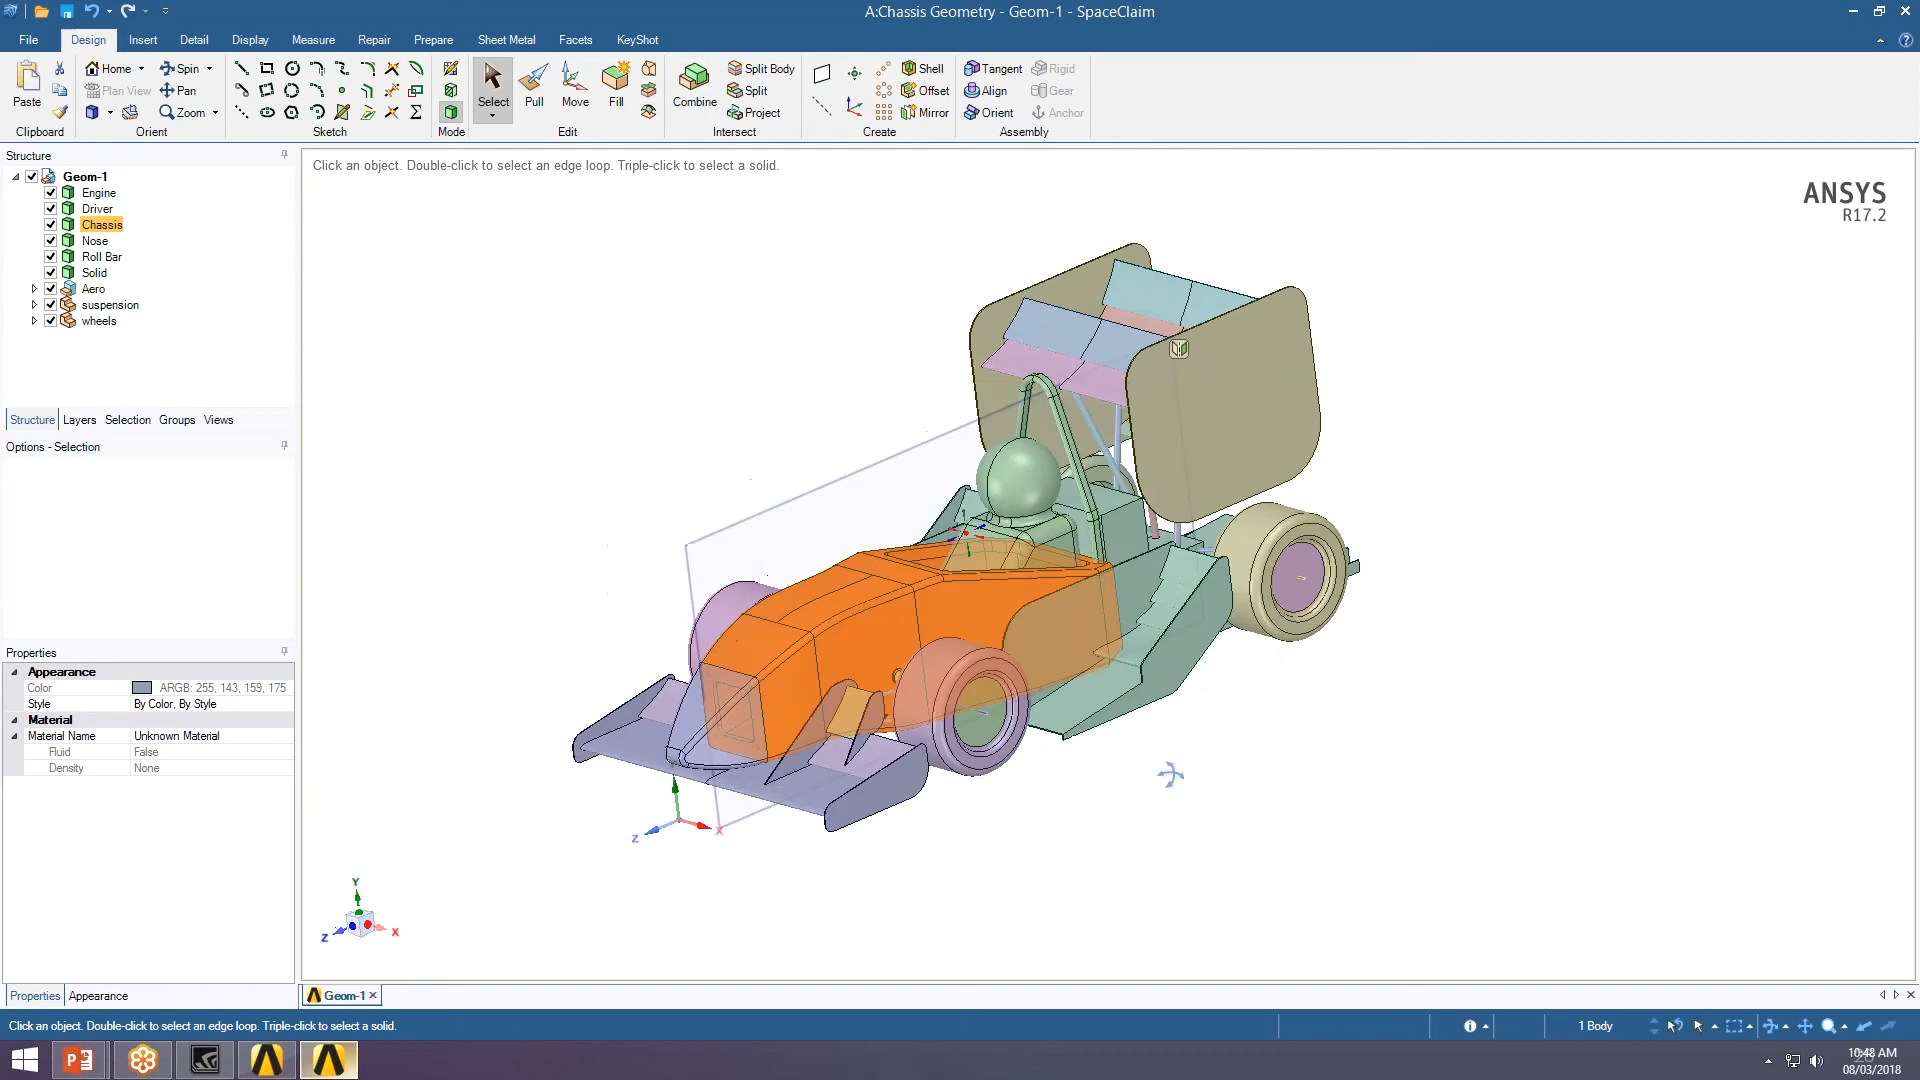 A:Chassis Geometry - Geom-1 - SpaceClaim
File Design Insert Detail Display Measure Repair Prepare Sheet Metal Facets KeyShot
Home Spin Split Body Shell Tangent Rigid
Plan View Pan Split Offset Align Gear
Paste Select Pull Move Fill Combine
Zoom Project Mirror Orient Anchor
Clipboard Orient Sketch Mode Edit Intersect Create Assembly
Structure
Geom-1
Engine
Driver
Chassis
Nose
Roll Bar
Solid
Aero
suspension
wheels
Structure Layers Selection Groups Views
Options - Selection
Properties
Appearance
Color ARGB: 255, 143, 159, 175
Style By Color, By Style
Material
Material Name Unknown Material
Fluid False
Density None
Properties Appearance
Click an object. Double-click to select an edge loop. Triple-click to select a solid.
ANSYS
R17.2
Z X
Y
Z X
Geom-1
Click an object. Double-click to select an edge loop. Triple-click to select a solid.
1 Body
10:48 AM
08/03/2018